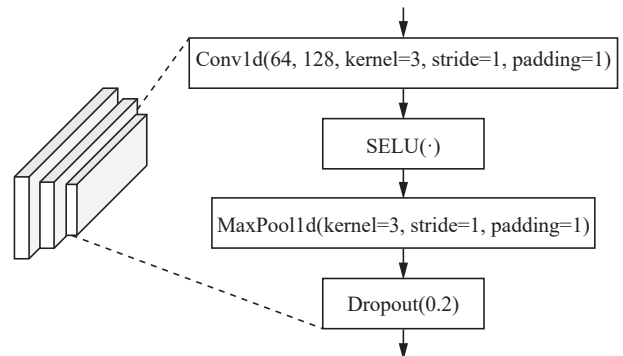 Conv1d(64, 128, kernel=3, stride=1, padding=1)
SELU(·)
MaxPool1d(kernel=3, stride=1, padding=1)
Dropout(0.2)